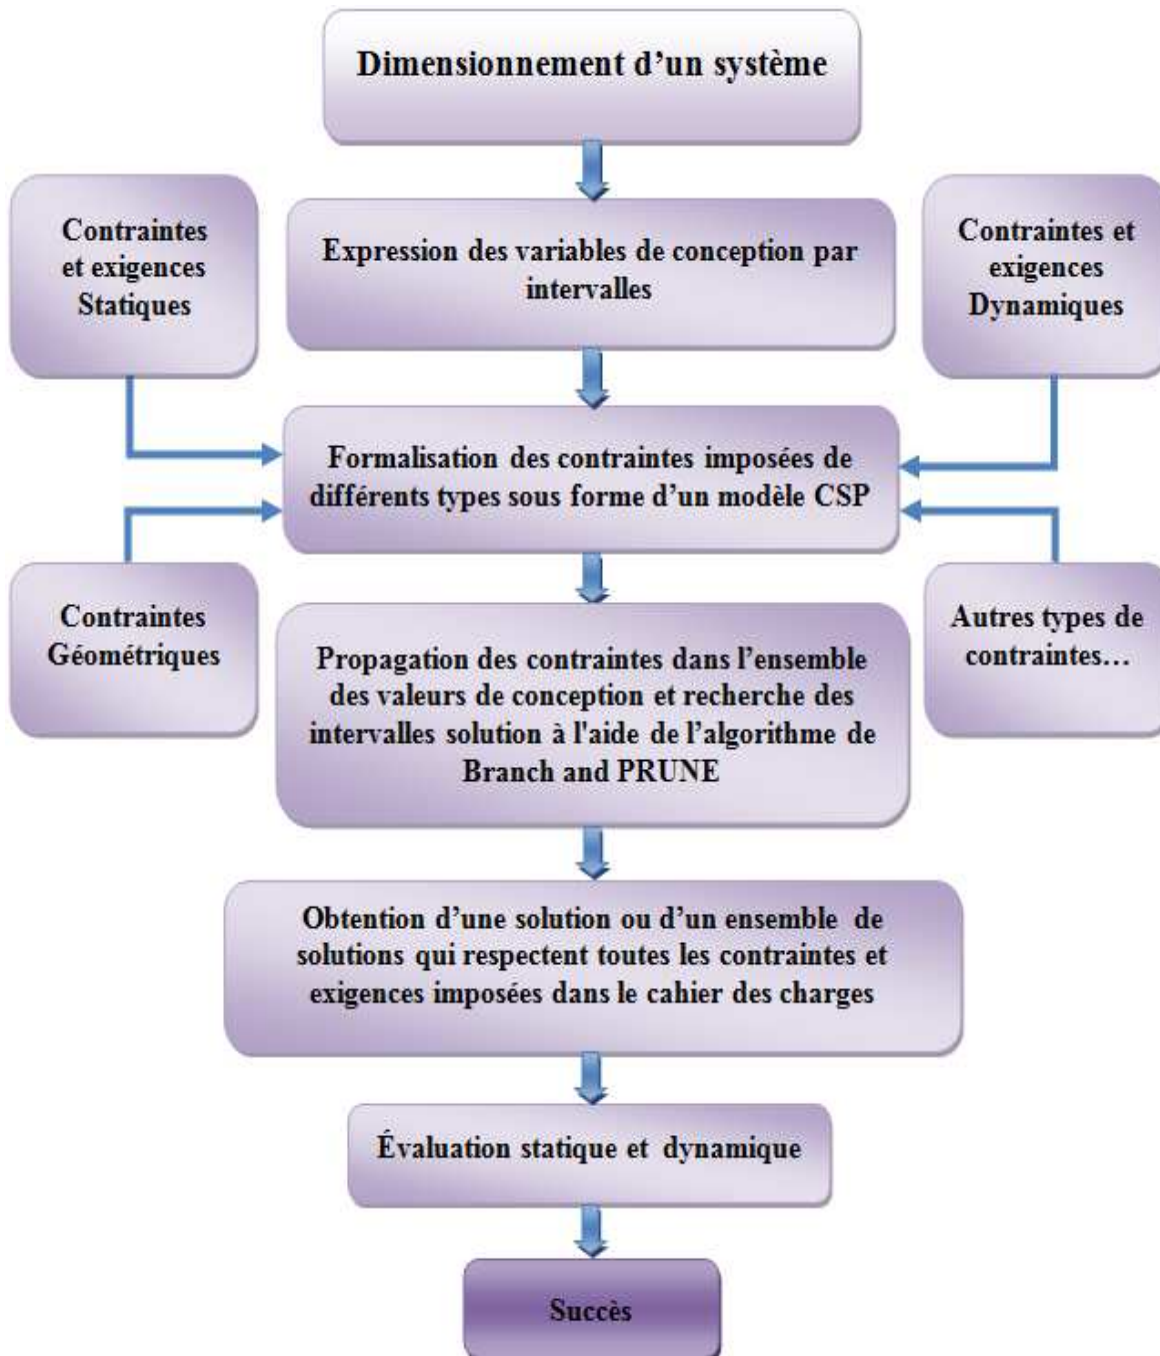 Dimensionnement d’un système
Contraintes
et exigences
Statiques
Expression des variables de conception par
intervalles
Contraintes et
exigences
Dynamiques
Formalisation des contraintes imposées de
différents types sous forme d’un modèle CSP
Contraintes
Géométriques
Autres types de
contraintes…
Propagation des contraintes dans l’ensemble
des valeurs de conception et recherche des
intervalles solution à l'aide de l’algorithme de
Branch and PRUNE
Obtention d’une solution ou d’un ensemble de
solutions qui respectent toutes les contraintes et
exigences imposées dans le cahier des charges
Évaluation statique et dynamique
Succès